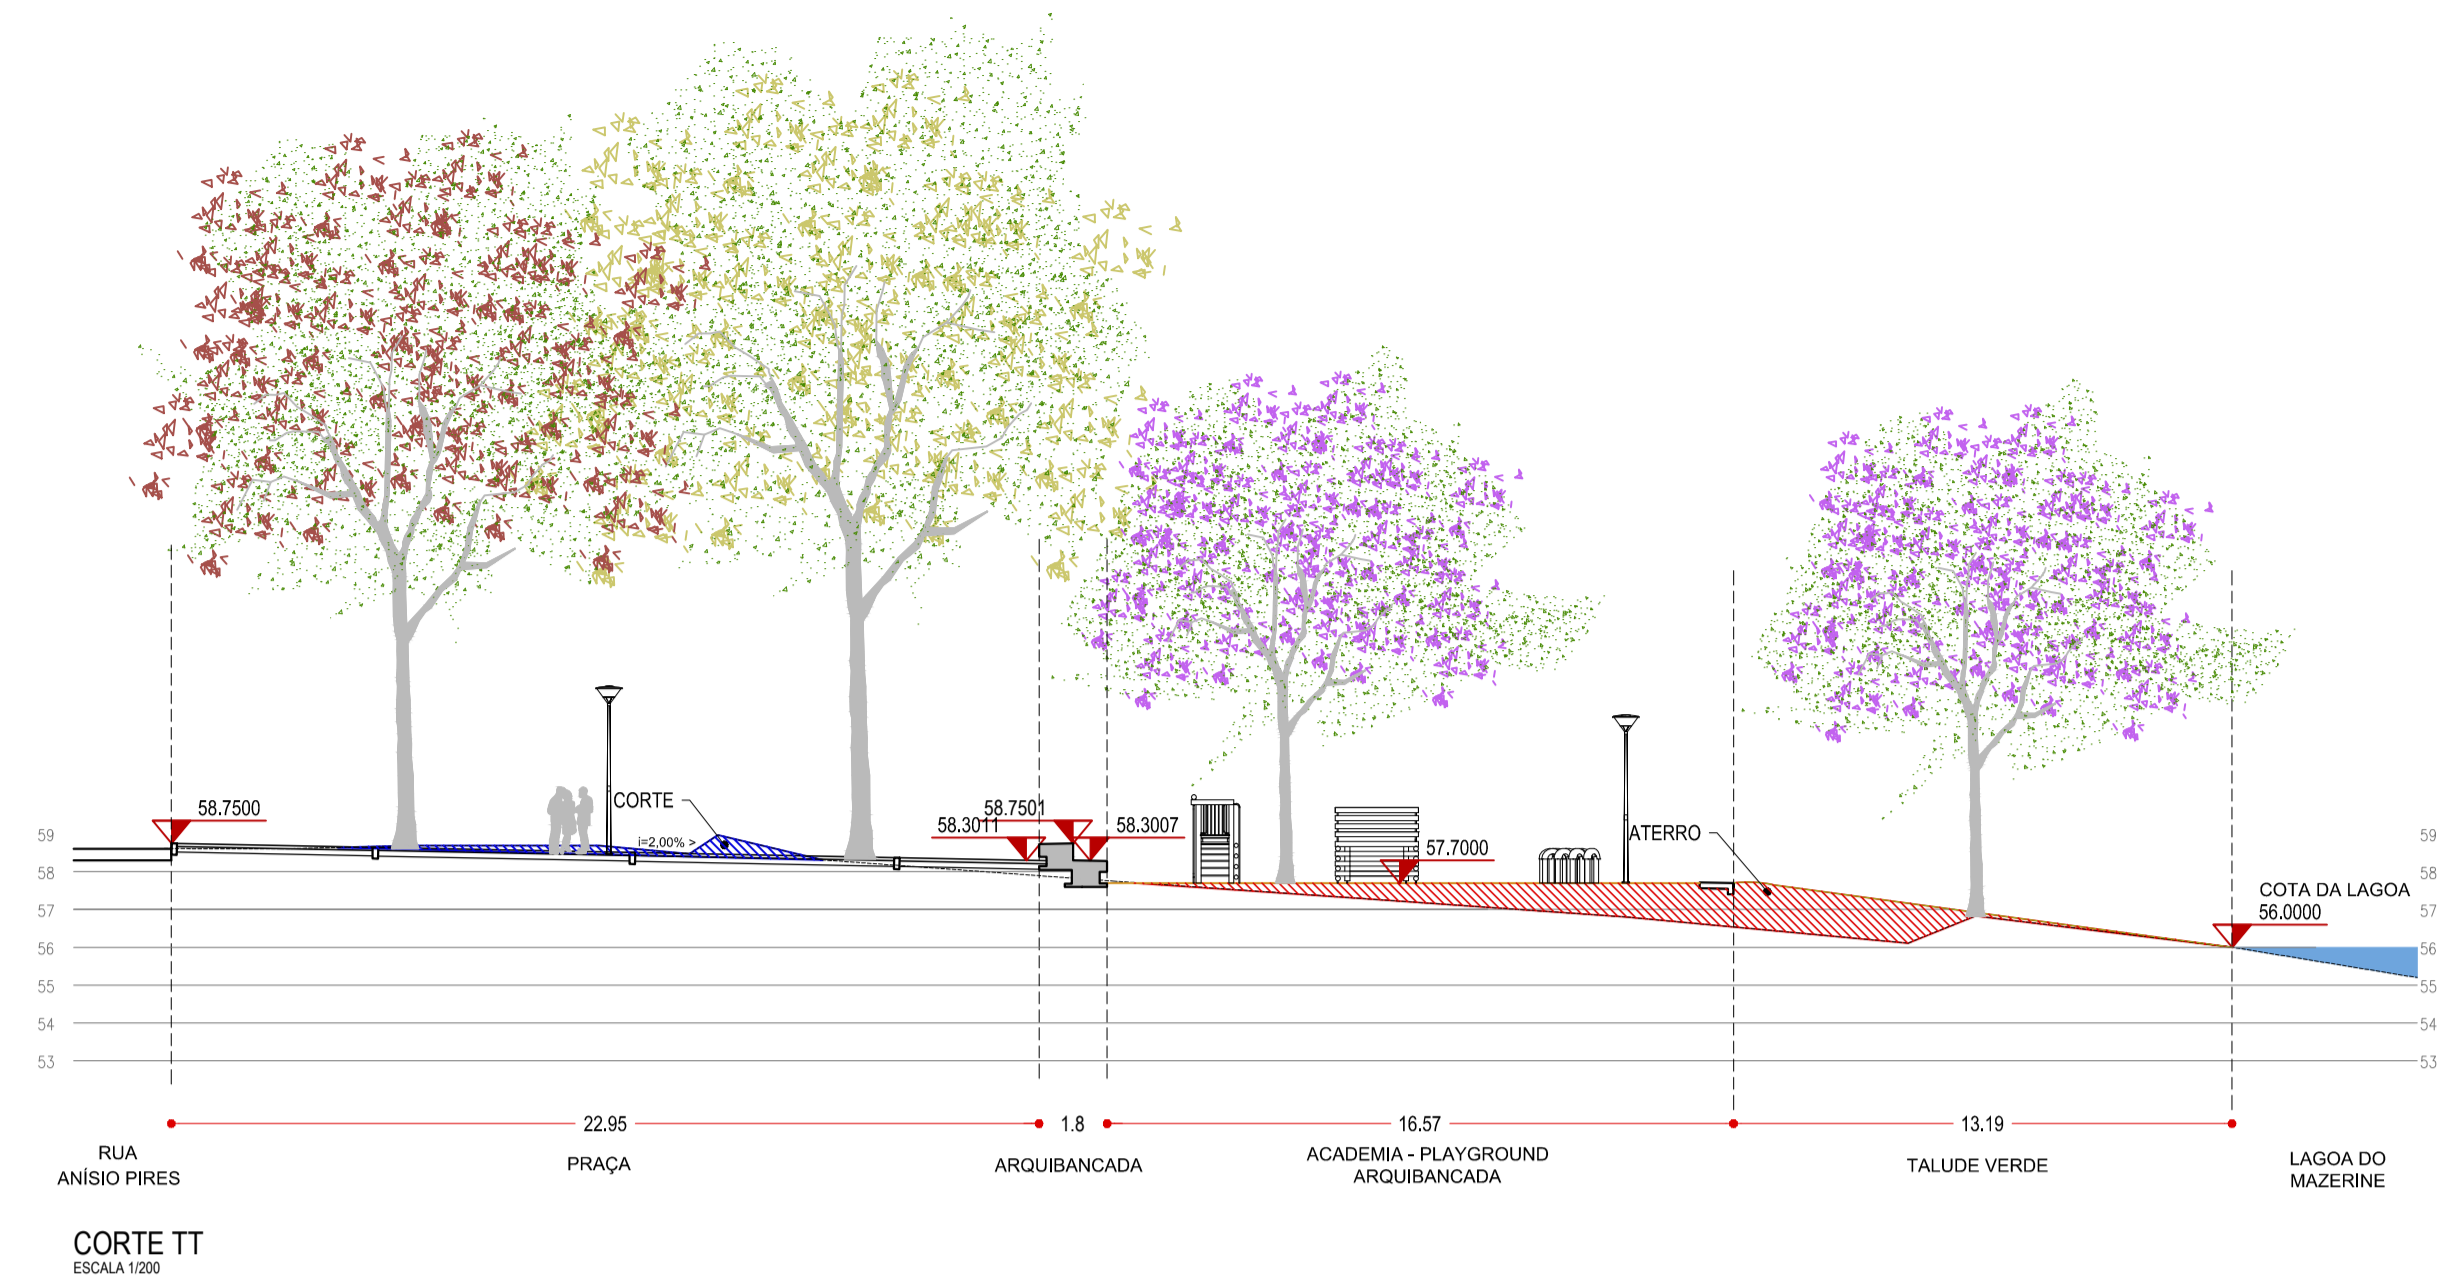 58.7500
CORTE
i=2,00% >
58.7501
58.3011
58.3007
57.7000
ATERRO
COTA DA LAGOA
56.0000
59
58
57
56
55
54
53
59
58
57
56
55
54
53
22.95
1.8
16.57
13.19
RUA
ANÍSIO PIRES
PRAÇA
ARQUIBANCADA
ACADEMIA - PLAYGROUND
ARQUIBANCADA
TALUDE VERDE
LAGOA DO
MAZERINE
CORTE TT
ESCALA 1/200